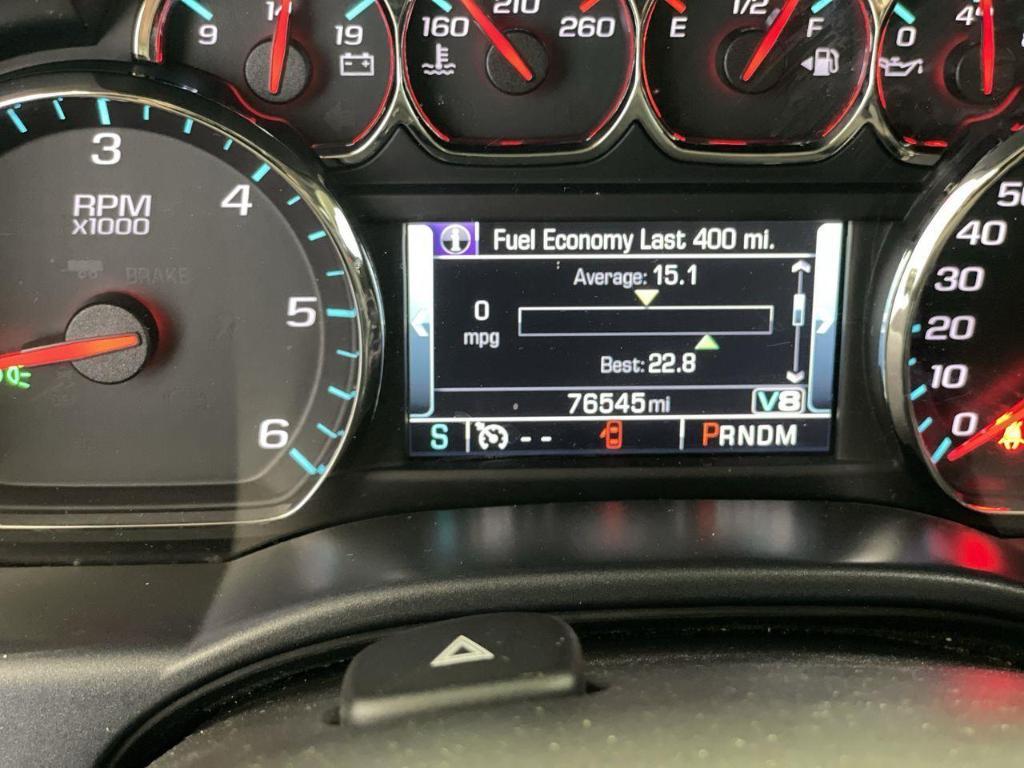 9 14 19
160 210 260
E 1/2 F
0
3
4
5
6
RPM
x1000
BRAKE
Fuel Economy Last 400 mi.
Average: 15.1
0
mpg
Best: 22.8
76545 mi V8
S -- PRNDM
50
40
30
20
10
0